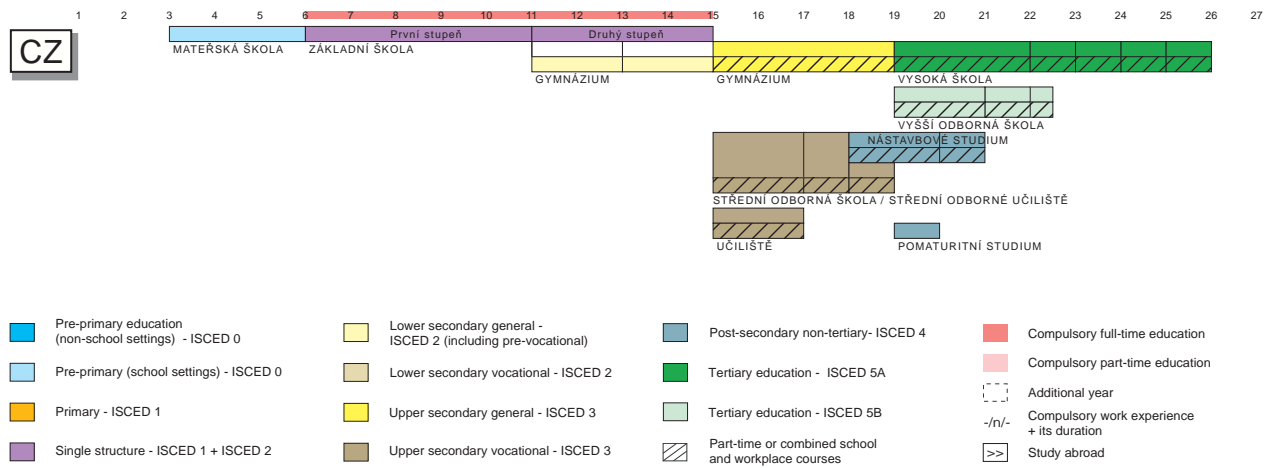 1 2 3 4 5 6 7 8 9 10 11 12 13 14 15 16 17 18 19 20 21 22 23 24 25 26 27
CZ
První stupeň Druhý stupeň
MATEŘSKÁ ŠKOLA ZÁKLADNÍ ŠKOLA
GYMNÁZIUM GYMNÁZIUM VYSOKÁ ŠKOLA
VYŠŠÍ ODBORNÁ ŠKOLA
NÁSTAVBOVÉ STUDIUM
STŘEDNÍ ODBORNÁ ŠKOLA / STŘEDNÍ ODBORNÉ UČILIŠTĚ
UČILIŠTĚ POMATURITNÍ STUDIUM
Pre-primary education
(non-school settings) - ISCED 0
Pre-primary (school settings) - ISCED 0
Primary - ISCED 1
Single structure - ISCED 1 + ISCED 2
Lower secondary general -
ISCED 2 (including pre-vocational)
Lower secondary vocational - ISCED 2
Upper secondary general - ISCED 3
Upper secondary vocational - ISCED 3
Post-secondary non-tertiary- ISCED 4
Tertiary education - ISCED 5A
Tertiary education - ISCED 5B
Part-time or combined school
and workplace courses
Compulsory full-time education
Compulsory part-time education
Additional year
-/n/- Compulsory work experience
+ its duration
>> Study abroad